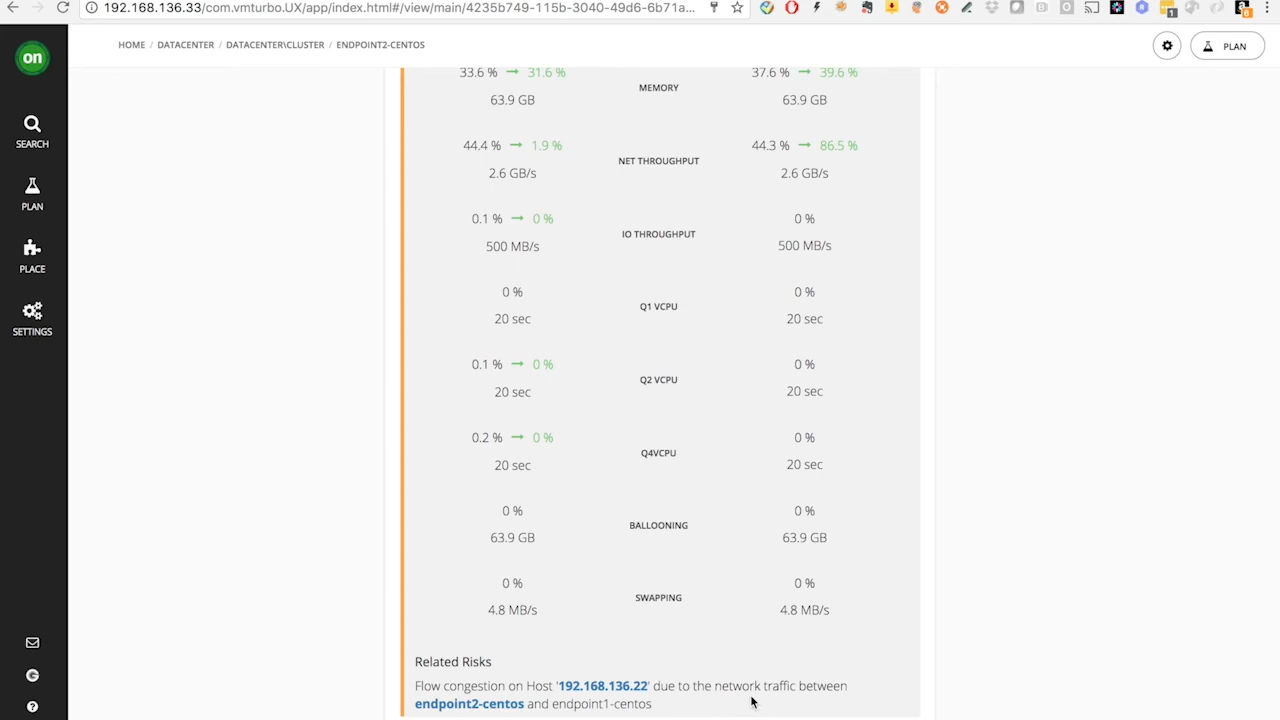 192.168.136.33/com.vmturbo.UX/app/index.html#/view/main/4235b749-115b-3040-49d6-6b71a...
on
HOME / DATACENTER / DATACENTER\CLUSTER / ENDPOINT2-CENTOS
PLAN
SEARCH
PLAN
PLACE
SETTINGS
33.6 % → 31.6 % MEMORY 37.6 % → 39.6 %
63.9 GB 63.9 GB
44.4 % → 1.9 % NET THROUGHPUT 44.3 % → 86.5 %
2.6 GB/s 2.6 GB/s
0.1 % → 0 % IO THROUGHPUT 0 %
500 MB/s 500 MB/s
0 % Q1 VCPU 0 %
20 sec 20 sec
0.1 % → 0 % Q2 VCPU 0 %
20 sec 20 sec
0.2 % → 0 % Q4VCPU 0 %
20 sec 20 sec
0 % BALLOONING 0 %
63.9 GB 63.9 GB
0 % SWAPPING 0 %
4.8 MB/s 4.8 MB/s
Related Risks
Flow congestion on Host '192.168.136.22' due to the network traffic between
endpoint2-centos and endpoint1-centos